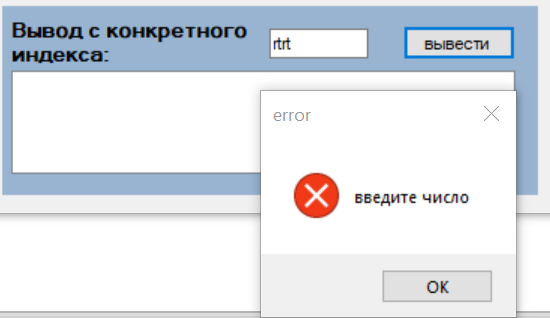 Вывод с конкретного
индекса:
rtrt
вывести
error
введите число
OK